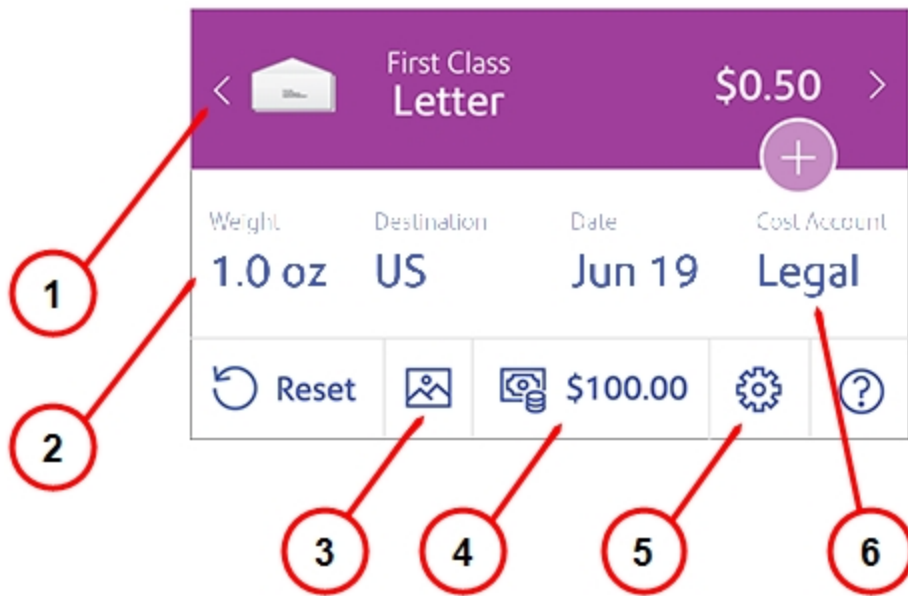 First Class
Letter
$0.50
Weight Destination Date Cost Account
1.0 oz US Jun 19 Legal
Reset $100.00
1
2
3 4 5 6